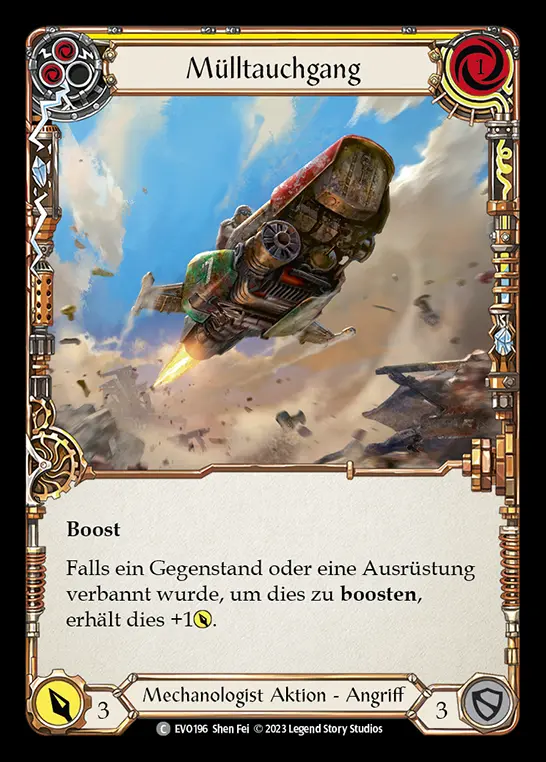 Mülltauchgang
1
Boost
Falls ein Gegenstand oder eine Ausrüstung
verbannt wurde, um dies zu boosten,
erhält dies +1.
3
Mechanologist Aktion - Angriff
3
C EVO196 Shen Fei © 2023 Legend Story Studios